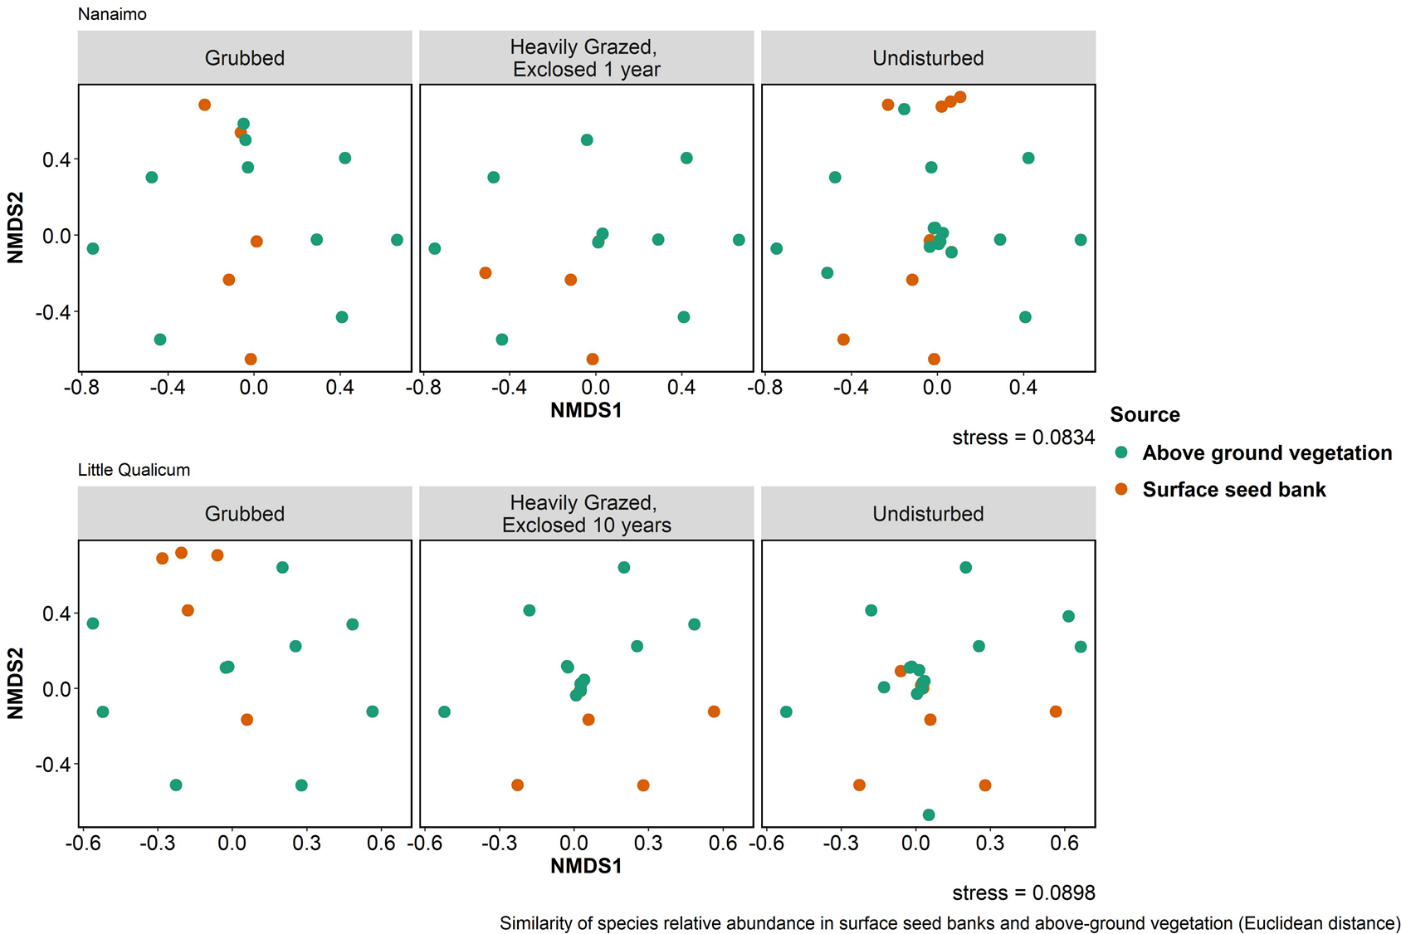 Nanaimo
Grubbed
Heavily Grazed,
Exclosed 1 year
Undisturbed
NMDS2
0.4
0.0
-0.4
-0.8 -0.4 0.0 0.4 -0.8 -0.4 0.0 0.4 -0.8 -0.4 0.0 0.4
NMDS1
stress = 0.0834
Source
Above ground vegetation
Surface seed bank
Little Qualicum
Grubbed
Heavily Grazed,
Exclosed 10 years
Undisturbed
NMDS2
0.4
0.0
-0.4
-0.6 -0.3 0.0 0.3 0.6 -0.6 -0.3 0.0 0.3 0.6 -0.6 -0.3 0.0 0.3 0.6
NMDS1
stress = 0.0898
Similarity of species relative abundance in surface seed banks and above-ground vegetation (Euclidean distance)